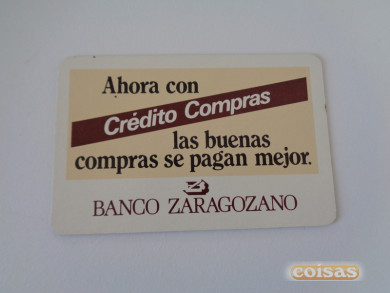 Ahora con
Crédito Compras
las buenas
compras se pagan mejor.
BANCO ZARAGOZANO
coisas